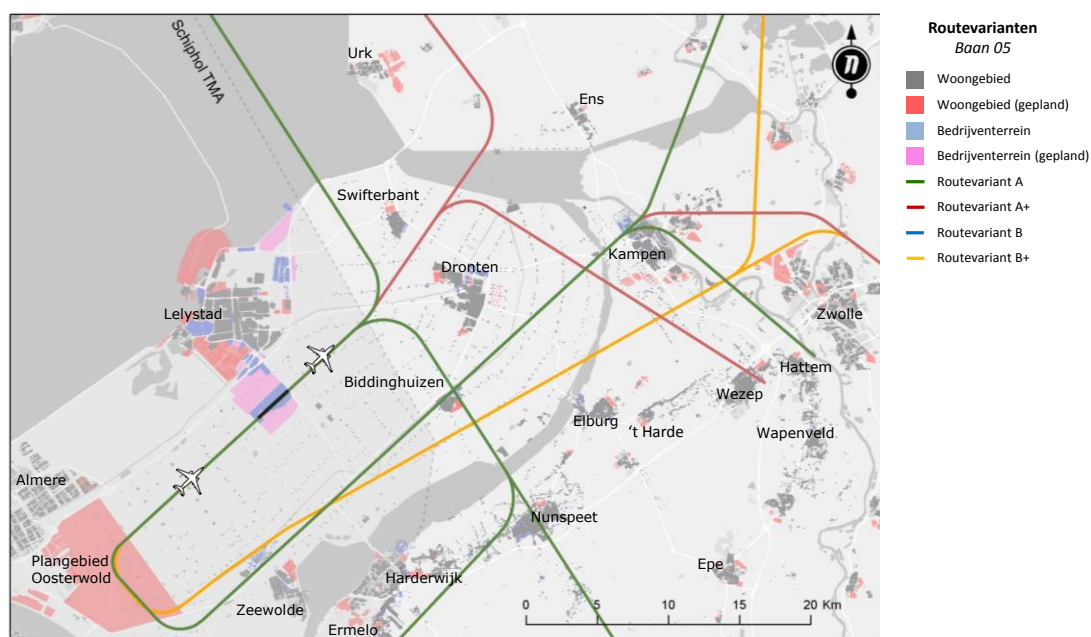 Routevarianten
Baan 05
Woongebied
Woongebied (gepland)
Bedrijventerrein
Bedrijventerrein (gepland)
Routevariant A
Routevariant A+
Routevariant B
Routevariant B+
Schiphol TMA
Urk
n
Ens
Swifterbant
Dronten
Kampen
Lelystad
Zwolle
Biddinghuizen
Hattem
Wezep
Elburg
't Harde
Wapenveld
Almere
Nunspeet
Plangebied
Oosterwold
Epe
Harderwijk
Zeewolde
Ermelo
0 5 10 15 20 Km